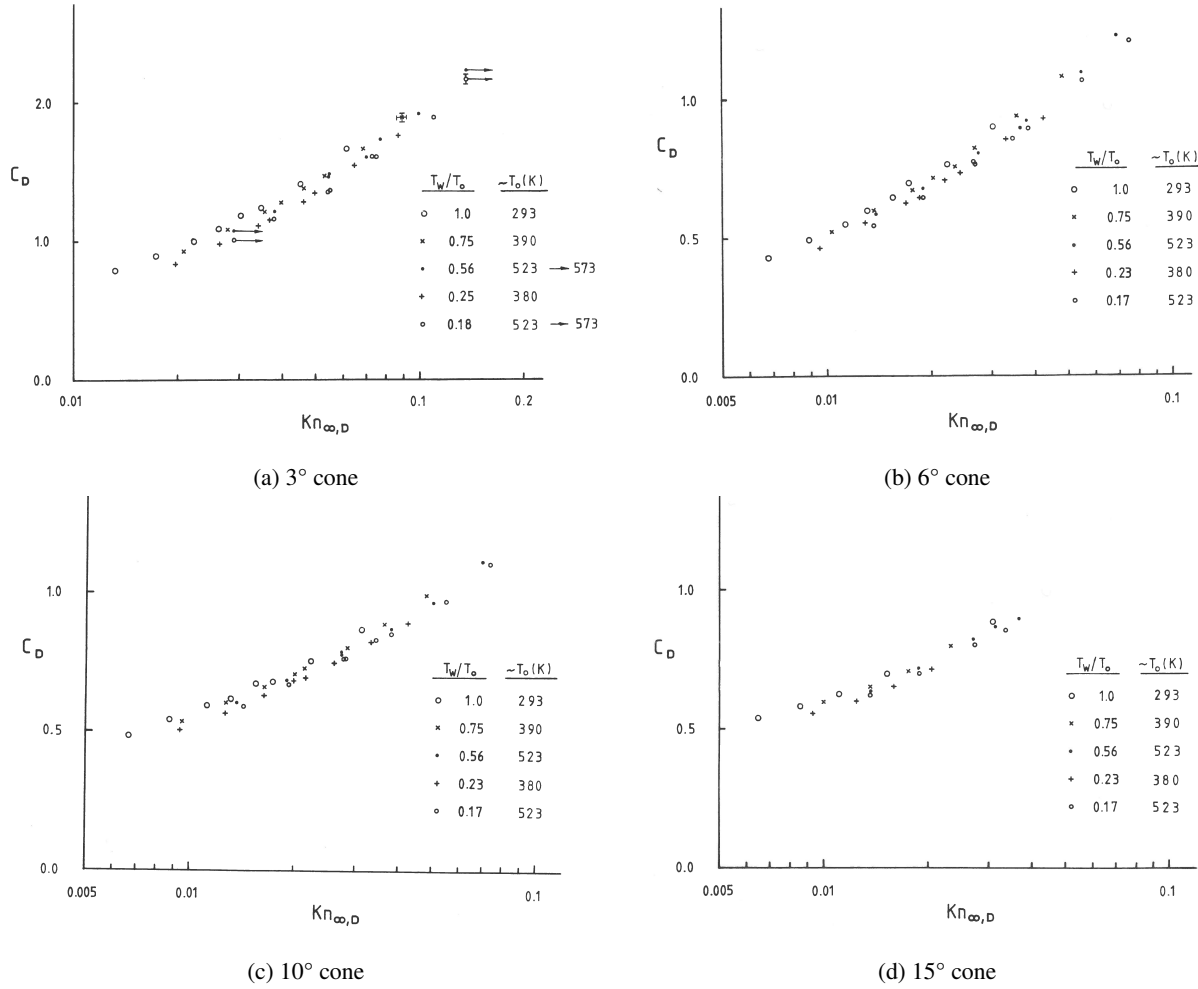 2.0
1.0
0.0
C_D
T_W/T_o ~T_o(K)
1.0 293
0.75 390
0.56 523 → 573
0.25 380
0.18 523 → 573
0.01 0.1 0.2
Kn_∞,D
(a) 3° cone
1.0
0.5
0.0
C_D
T_W/T_o ~T_o(K)
1.0 293
0.75 390
0.56 523
0.23 380
0.17 523
0.005 0.01 0.1
Kn_∞,D
(b) 6° cone
1.0
0.5
0.0
C_D
T_W/T_o ~T_o(K)
1.0 293
0.75 390
0.56 523
0.23 380
0.17 523
0.005 0.01 0.1
Kn_∞,D
(c) 10° cone
1.0
0.5
0.0
C_D
T_W/T_o ~T_o(K)
1.0 293
0.75 390
0.56 523
0.23 380
0.17 523
0.005 0.01 0.1
Kn_∞,D
(d) 15° cone